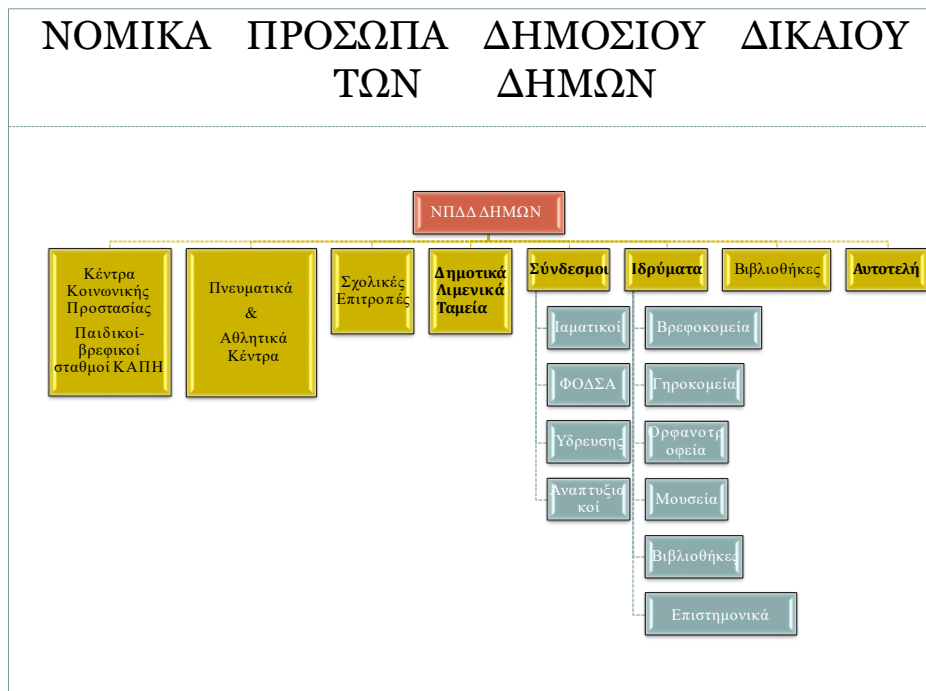 ΝΟΜΙΚΑ ΠΡΟΣΩΠΑ ΔΗΜΟΣΙΟΥ ΔΙΚΑΙΟΥ
ΤΩΝ ΔΗΜΩΝ
ΝΠΔΔ ΔΗΜΩΝ
Κέντρα
Κοινωνικής
Προστασίας
Παιδικοί-
βρεφικοί
σταθμοί ΚΑΠΗ
Πνευματικά
&
Αθλητικά
Κέντρα
Σχολικές
Επιτροπές
Δημοτικά
Λιμενικά
Ταμεία
Σύνδεσμοι
Ιαματικοί
ΦΟΔΣΑ
Ύδρευσης
Αναπτυξια
κοί
Ιδρύματα
Βρεφοκομεία
Γηροκομεία
Ορφανοτρ
οφεία
Μουσεία
Βιβλιοθήκες
Επιστημονικά
Βιβλιοθήκες
Αυτοτελή